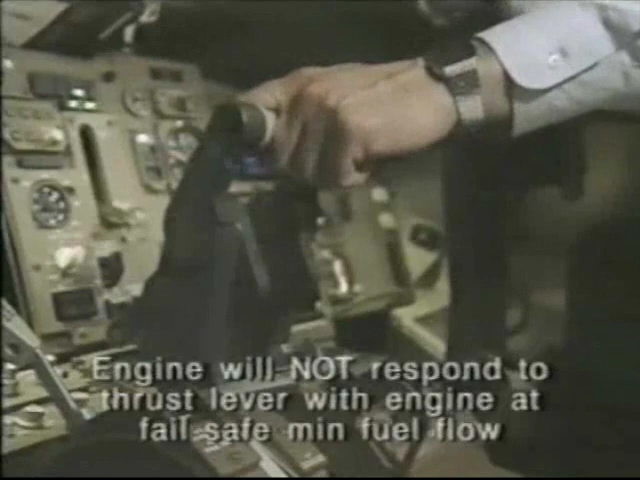 Engine will NOT respond to
thrust lever with engine at
fail safe min fuel flow